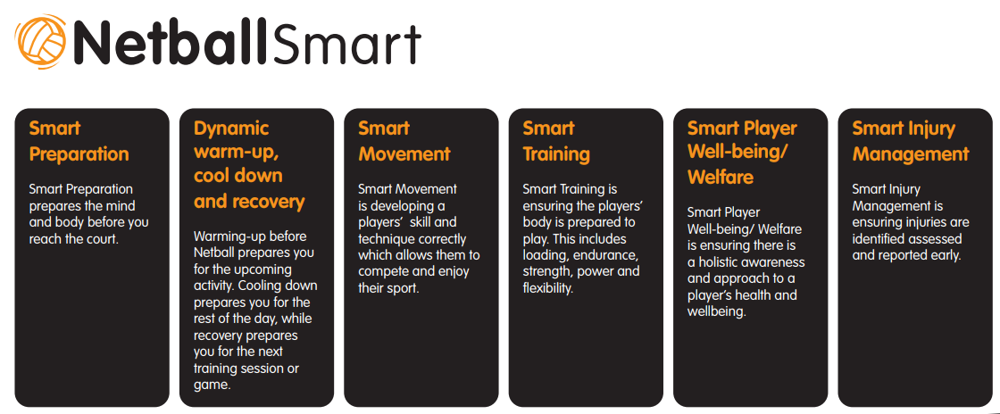 NetballSmart
Smart
Preparation
Smart Preparation
prepares the mind
and body before you
reach the court.
Dynamic
warm-up,
cool down
and recovery
Warming-up before
Netball prepares you
for the upcoming
activity. Cooling down
prepares you for the
rest of the day, while
recovery prepares
you for the next
training session or
game.
Smart
Movement
Smart Movement
is developing a
players’  skill and
technique correctly
which allows them to
compete and enjoy
their sport.
Smart
Training
Smart Training is
ensuring the players’
body is prepared to
play. This includes
loading, endurance,
strength, power and
flexibility.
Smart Player
Well-being/
Welfare
Smart Player
Well-being/ Welfare
is ensuring there is
a holistic awareness
and approach to a
player’s health and
wellbeing.
Smart Injury
Management
Smart Injury
Management is
ensuring injuries are
identified assessed
and reported early.